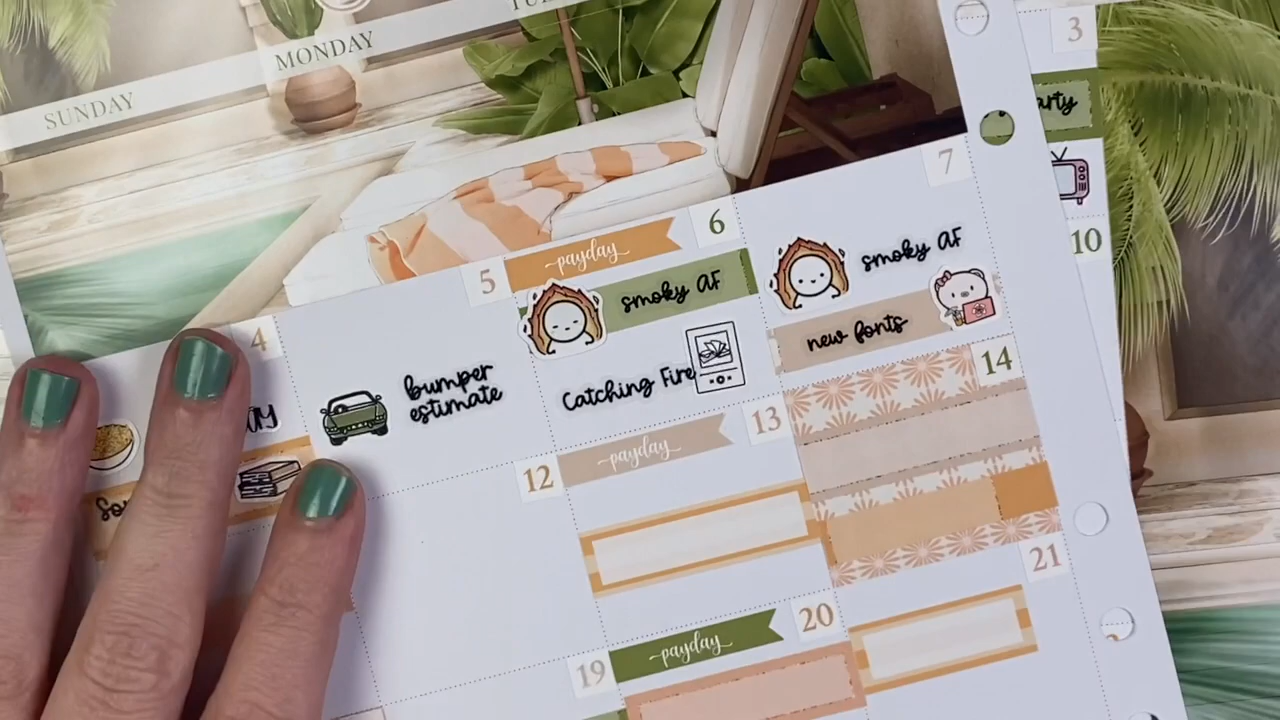 SUNDAY
MONDAY
3
7
6
payday
5
4
smoky AF
smoky AF
new fonts
bumper
estimate
Catching Fire
10
14
13
payday
12
21
20
payday
19